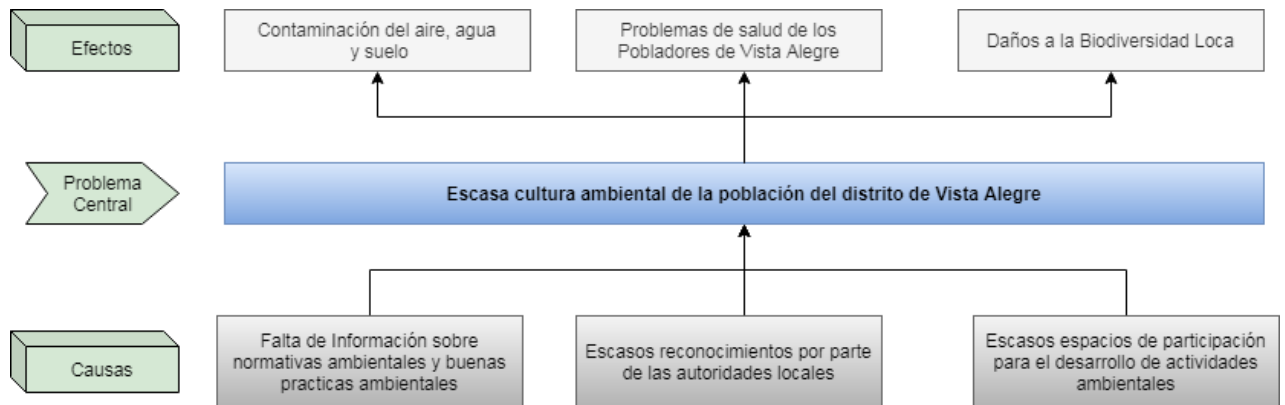 Efectos
Contaminación del aire, agua
y suelo
Problemas de salud de los
Pobladores de Vista Alegre
Daños a la Biodiversidad Loca
Problema
Central
Escasa cultura ambiental de la población del distrito de Vista Alegre
Causas
Falta de Información sobre
normativas ambientales y buenas
practicas ambientales
Escasos reconocimientos por parte
de las autoridades locales
Escasos espacios de participación
para el desarrollo de actividades
ambientales